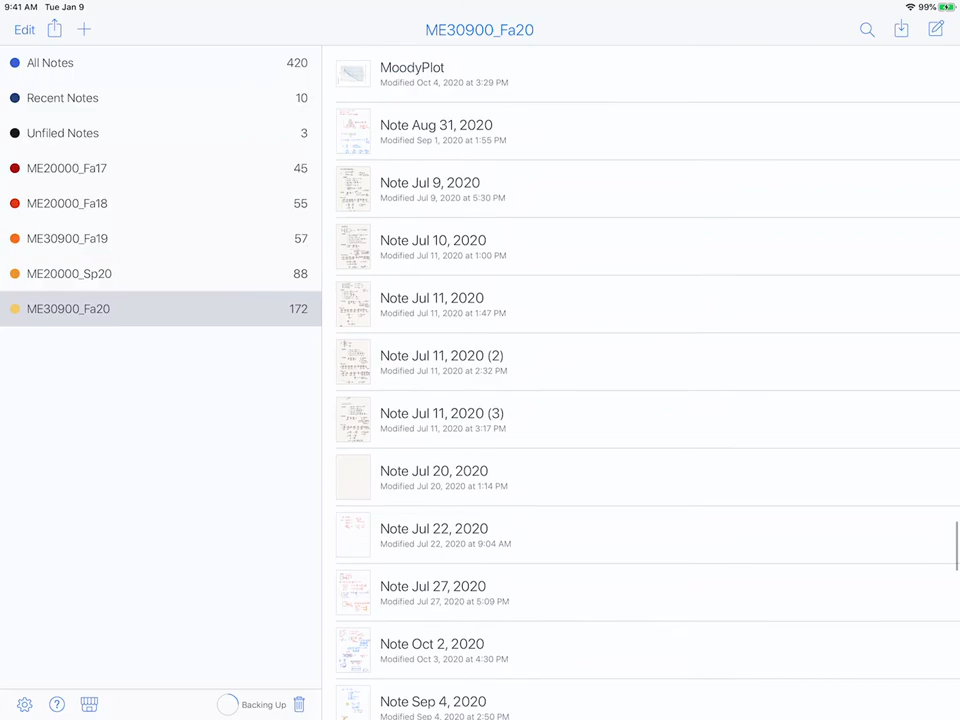 9:41 AM Tue Jan 9
99%
Edit
ME30900_Fa20
All Notes 420
Recent Notes 10
Unfiled Notes 3
ME20000_Fa17 45
ME20000_Fa18 55
ME30900_Fa19 57
ME20000_Sp20 88
ME30900_Fa20 172
? Backing Up
MoodyPlot
Modified Oct 4, 2020 at 3:29 PM
Note Aug 31, 2020
Modified Sep 1, 2020 at 1:55 PM
Note Jul 9, 2020
Modified Jul 9, 2020 at 5:30 PM
Note Jul 10, 2020
Modified Jul 11, 2020 at 1:00 PM
Note Jul 11, 2020
Modified Jul 11, 2020 at 1:47 PM
Note Jul 11, 2020 (2)
Modified Jul 11, 2020 at 2:32 PM
Note Jul 11, 2020 (3)
Modified Jul 11, 2020 at 3:17 PM
Note Jul 20, 2020
Modified Jul 20, 2020 at 1:14 PM
Note Jul 22, 2020
Modified Jul 22, 2020 at 9:04 AM
Note Jul 27, 2020
Modified Jul 27, 2020 at 5:09 PM
Note Oct 2, 2020
Modified Oct 3, 2020 at 4:30 PM
Note Sep 4, 2020
Modified Sep 4, 2020 at 2:50 PM